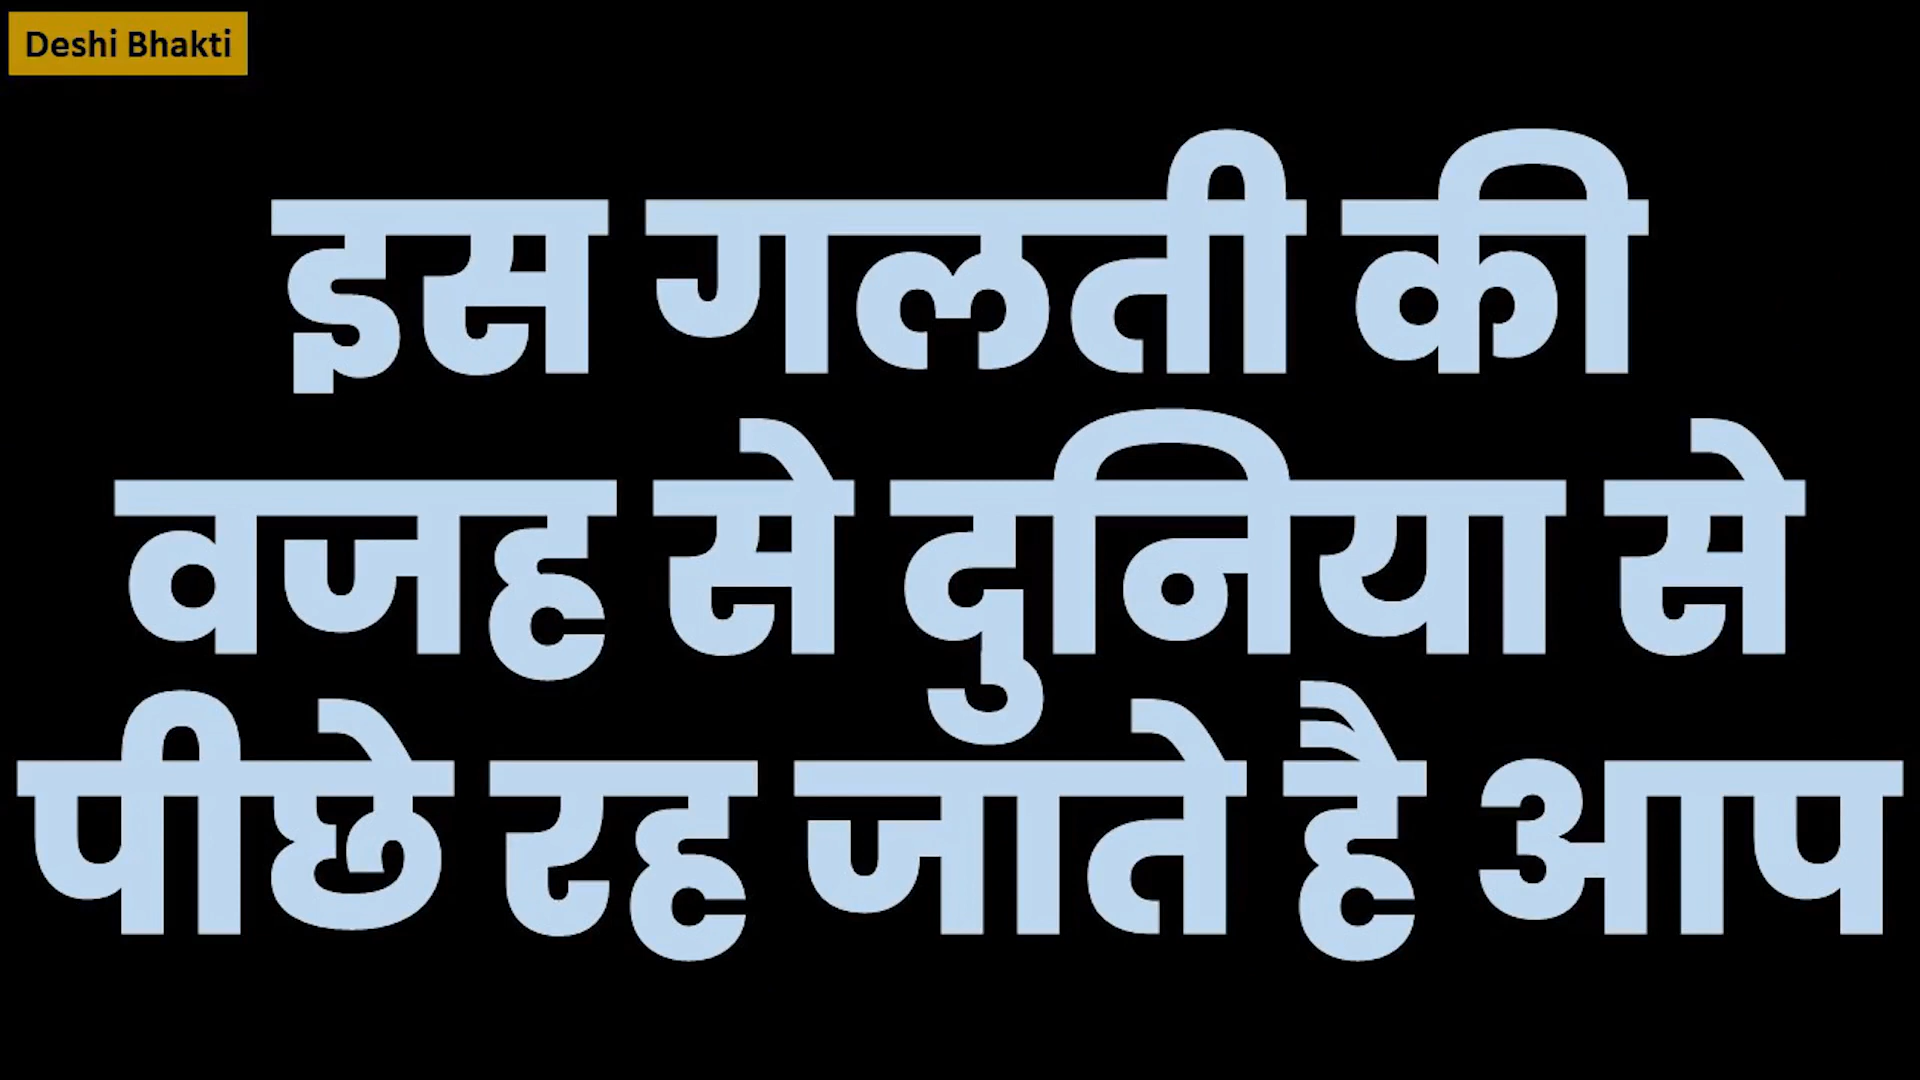 Deshi Bhakti
इस गलती की
वजह से दुनिया से
पीछे रह जाते है आप